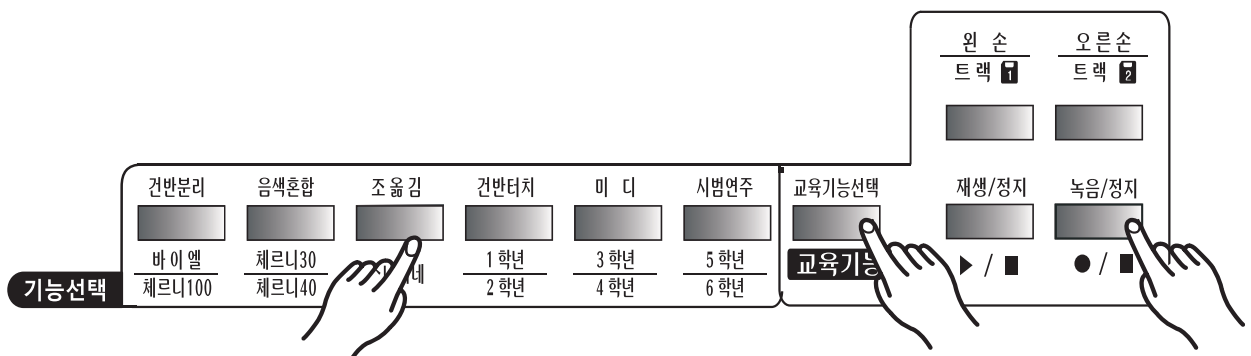 왼 손 오른손
트랙 1 트랙 2
건반분리 음색혼합 조옮김 건반터치 미 디 시범연주 교육기능선택 재생/정지 녹음/정지
바이엘 체르니30 1학년 3학년 5학년 교육기능 ▶ / ■ ● / ■
기능선택 체르니100 체르니40 2학년 4학년 6학년